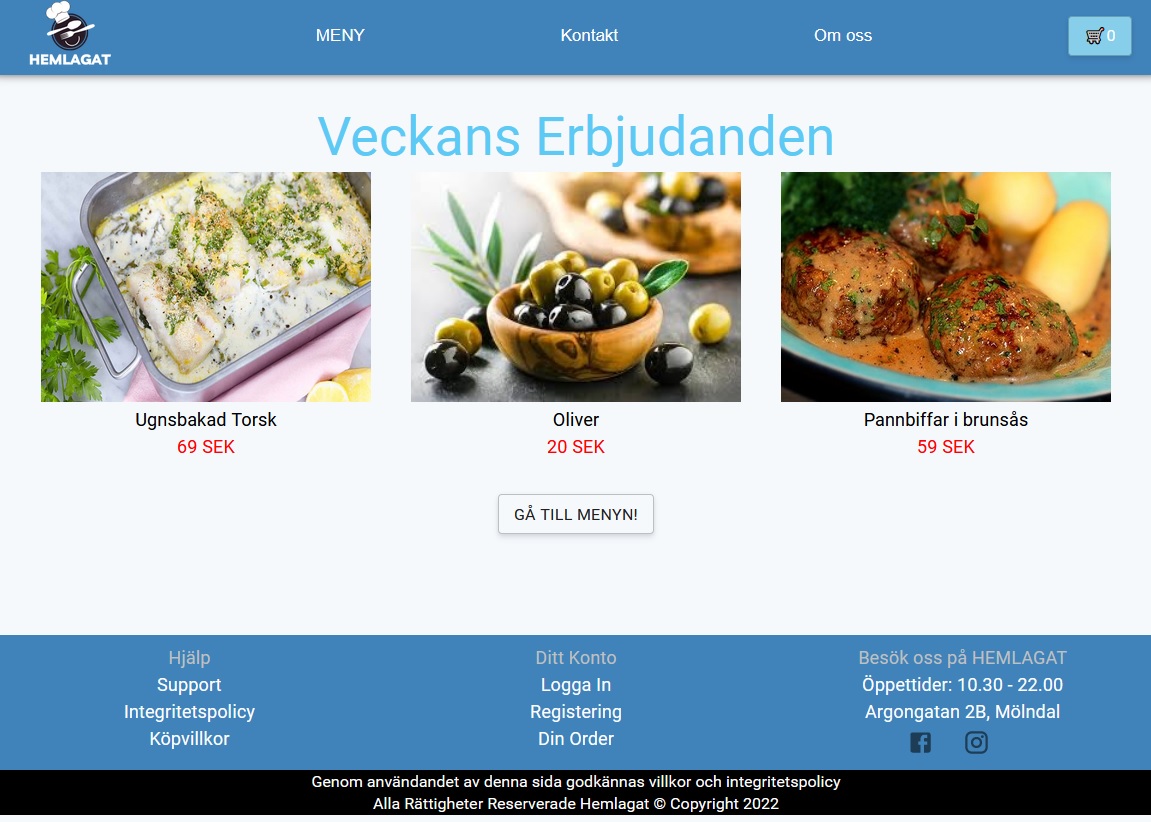 HEMLAGAT
MENY
Kontakt
Om oss
0
Veckans Erbjudanden
Ugnsbakad Torsk
69 SEK
Oliver
20 SEK
Pannbiffar i brunsås
59 SEK
GÅ TILL MENYN!
Hjälp
Support
Integritetspolicy
Köpvillkor
Ditt Konto
Logga In
Registering
Din Order
Besök oss på HEMLAGAT
Öppettider: 10.30 - 22.00
Argongatan 2B, Mölndal
Genom användandet av denna sida godkännas villkor och integritetspolicy
Alla Rättigheter Reserverade Hemlagat © Copyright 2022